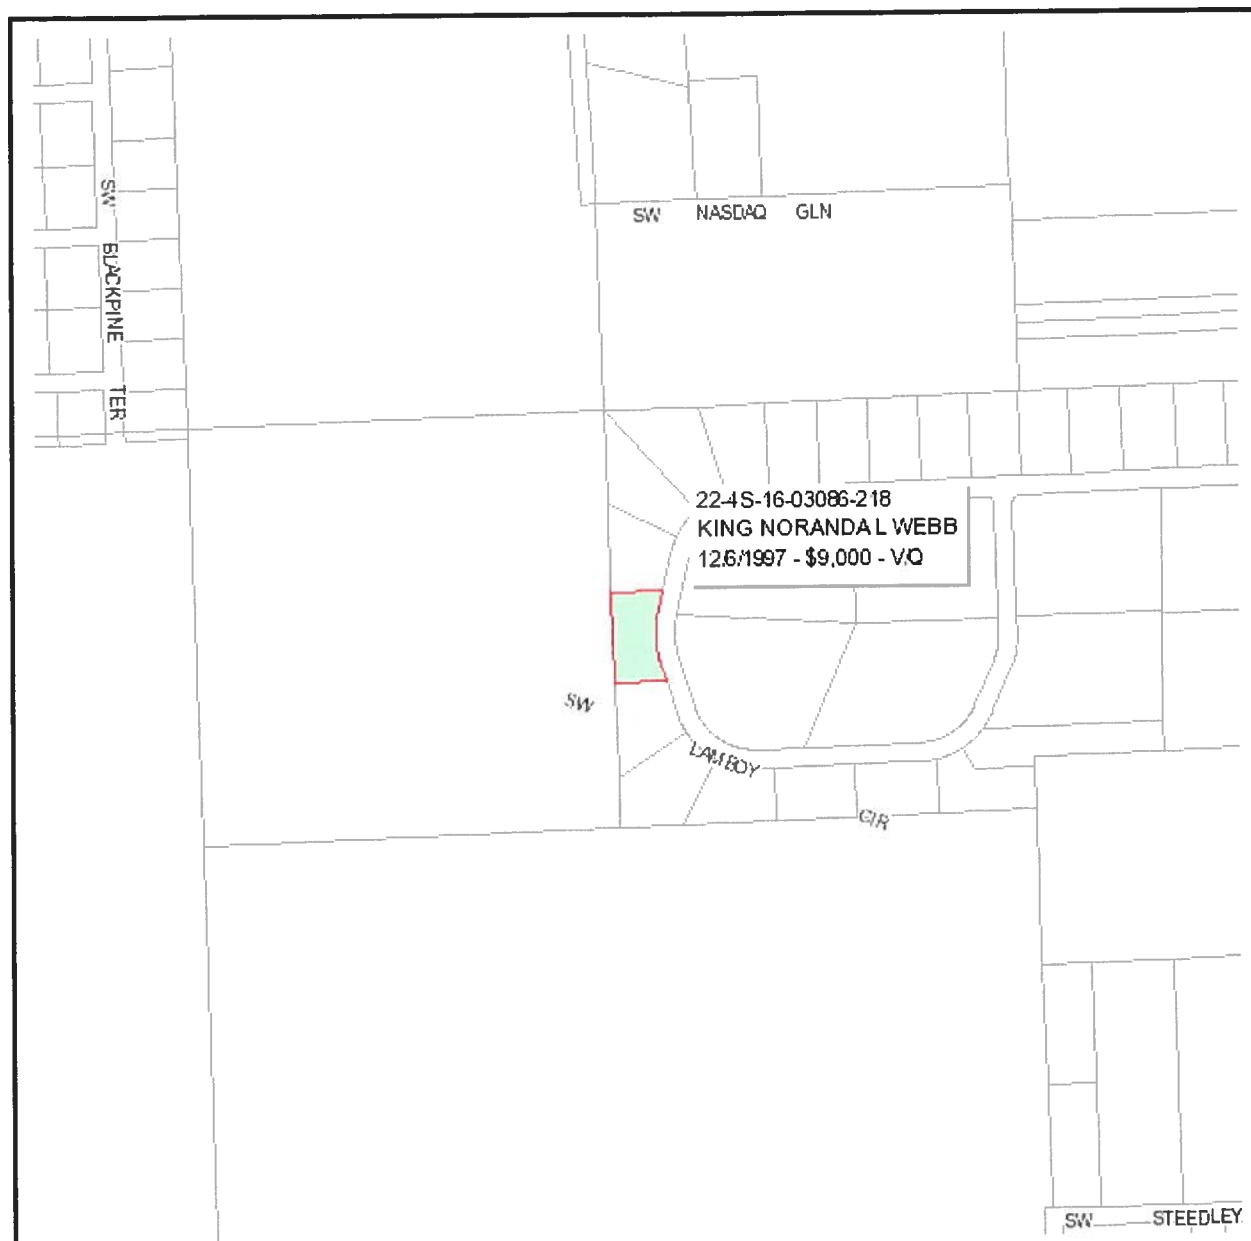 SW BLACKPINE TER
SW NASDAQ GLN
22-4S-16-03086-218
KING NORANDA L WEBB
12/6/1997 - $9,000 - V/Q
SW LAMBOY CIR
SW STEEDLEY